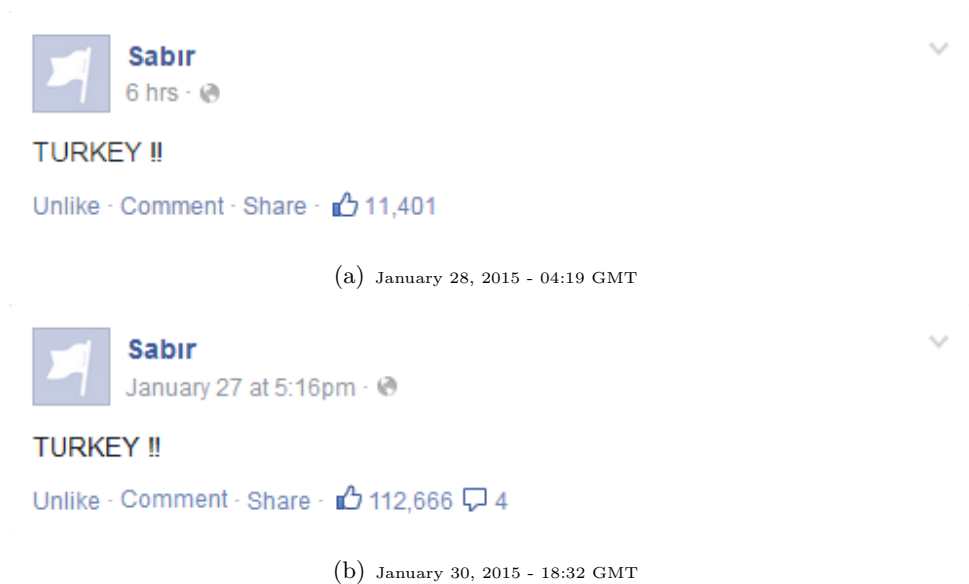 Sabır
6 hrs ·
TURKEY !!
Unlike · Comment · Share · 11,401
(a) January 28, 2015 - 04:19 GMT
Sabır
January 27 at 5:16pm ·
TURKEY !!
Unlike · Comment · Share · 112,666 4
(b) January 30, 2015 - 18:32 GMT